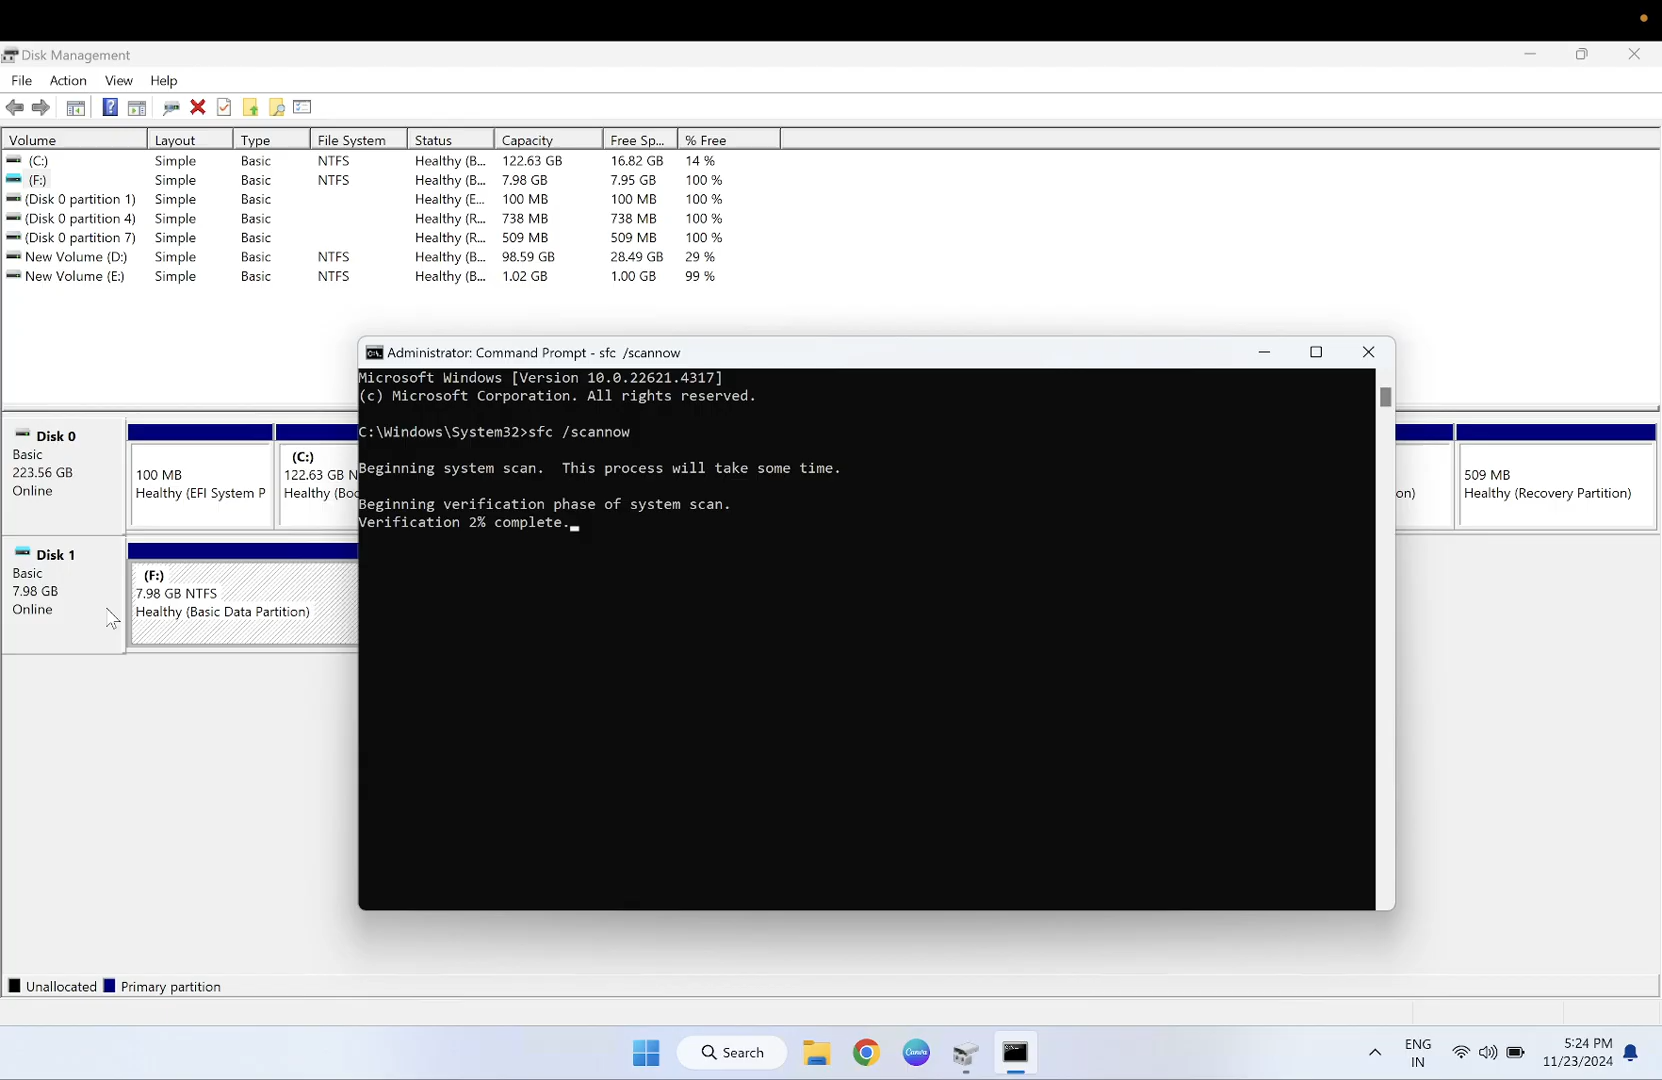 Disk Management
File Action View Help
Volume Layout Type File System Status Capacity Free Sp... % Free
(C:) Simple Basic NTFS Healthy (B... 122.63 GB 16.82 GB 14 %
(F:) Simple Basic NTFS Healthy (B... 7.98 GB 7.95 GB 100 %
(Disk 0 partition 1) Simple Basic Healthy (E... 100 MB 100 MB 100 %
(Disk 0 partition 4) Simple Basic Healthy (R... 738 MB 738 MB 100 %
(Disk 0 partition 7) Simple Basic Healthy (R... 509 MB 509 MB 100 %
New Volume (D:) Simple Basic NTFS Healthy (B... 98.59 GB 28.49 GB 29 %
New Volume (E:) Simple Basic NTFS Healthy (B... 1.02 GB 1.00 GB 99 %
Administrator: Command Prompt - sfc /scannow
Microsoft Windows [Version 10.0.22621.4317]
(c) Microsoft Corporation. All rights reserved.
C:\Windows\System32>sfc /scannow
Beginning system scan. This process will take some time.
Beginning verification phase of system scan.
Verification 2% complete.
Disk 0
Basic
223.56 GB
Online
100 MB
Healthy (EFI System P
(C:)
122.63 GB N
Healthy (Boo
on)
509 MB
Healthy (Recovery Partition)
Disk 1
Basic
7.98 GB
Online
(F:)
7.98 GB NTFS
Healthy (Basic Data Partition)
Unallocated Primary partition
Search
Canva
ENG
IN
5:24 PM
11/23/2024